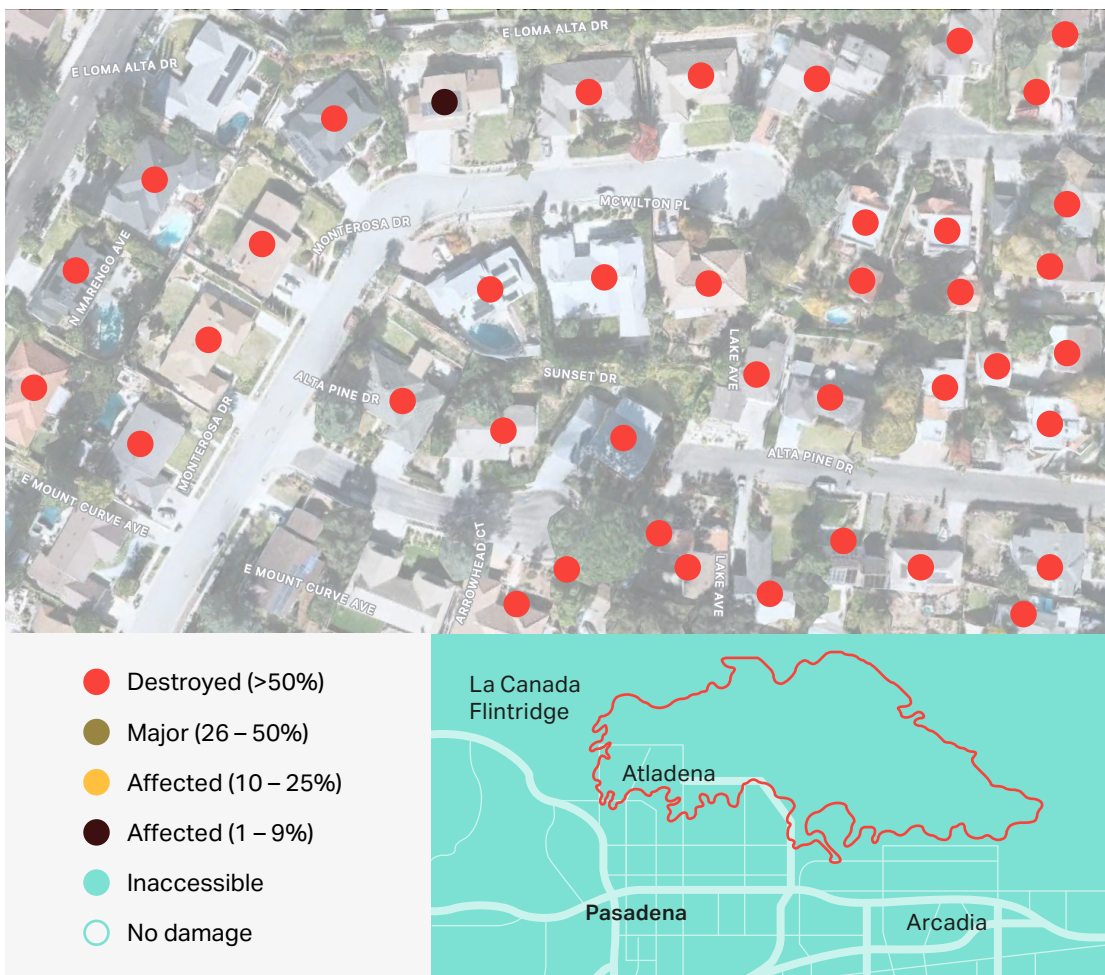 E LOMA ALTA DR
E LOMA ALTA DR
MCWILTON PL
MONTEROSA DR
N MARENGO AVE
LAKE AVE
SUNSET DR
ALTA PINE DR
MONTEROSA DR
ALTA PINE DR
E MOUNT CURVE AVE
E MOUNT CURVE AVE
ARROWHEAD CT
LAKE AVE
Destroyed (>50%)
Major (26 – 50%)
Affected (10 – 25%)
Affected (1 – 9%)
Inaccessible
No damage
La Canada
Flintridge
Atladena
Pasadena
Arcadia